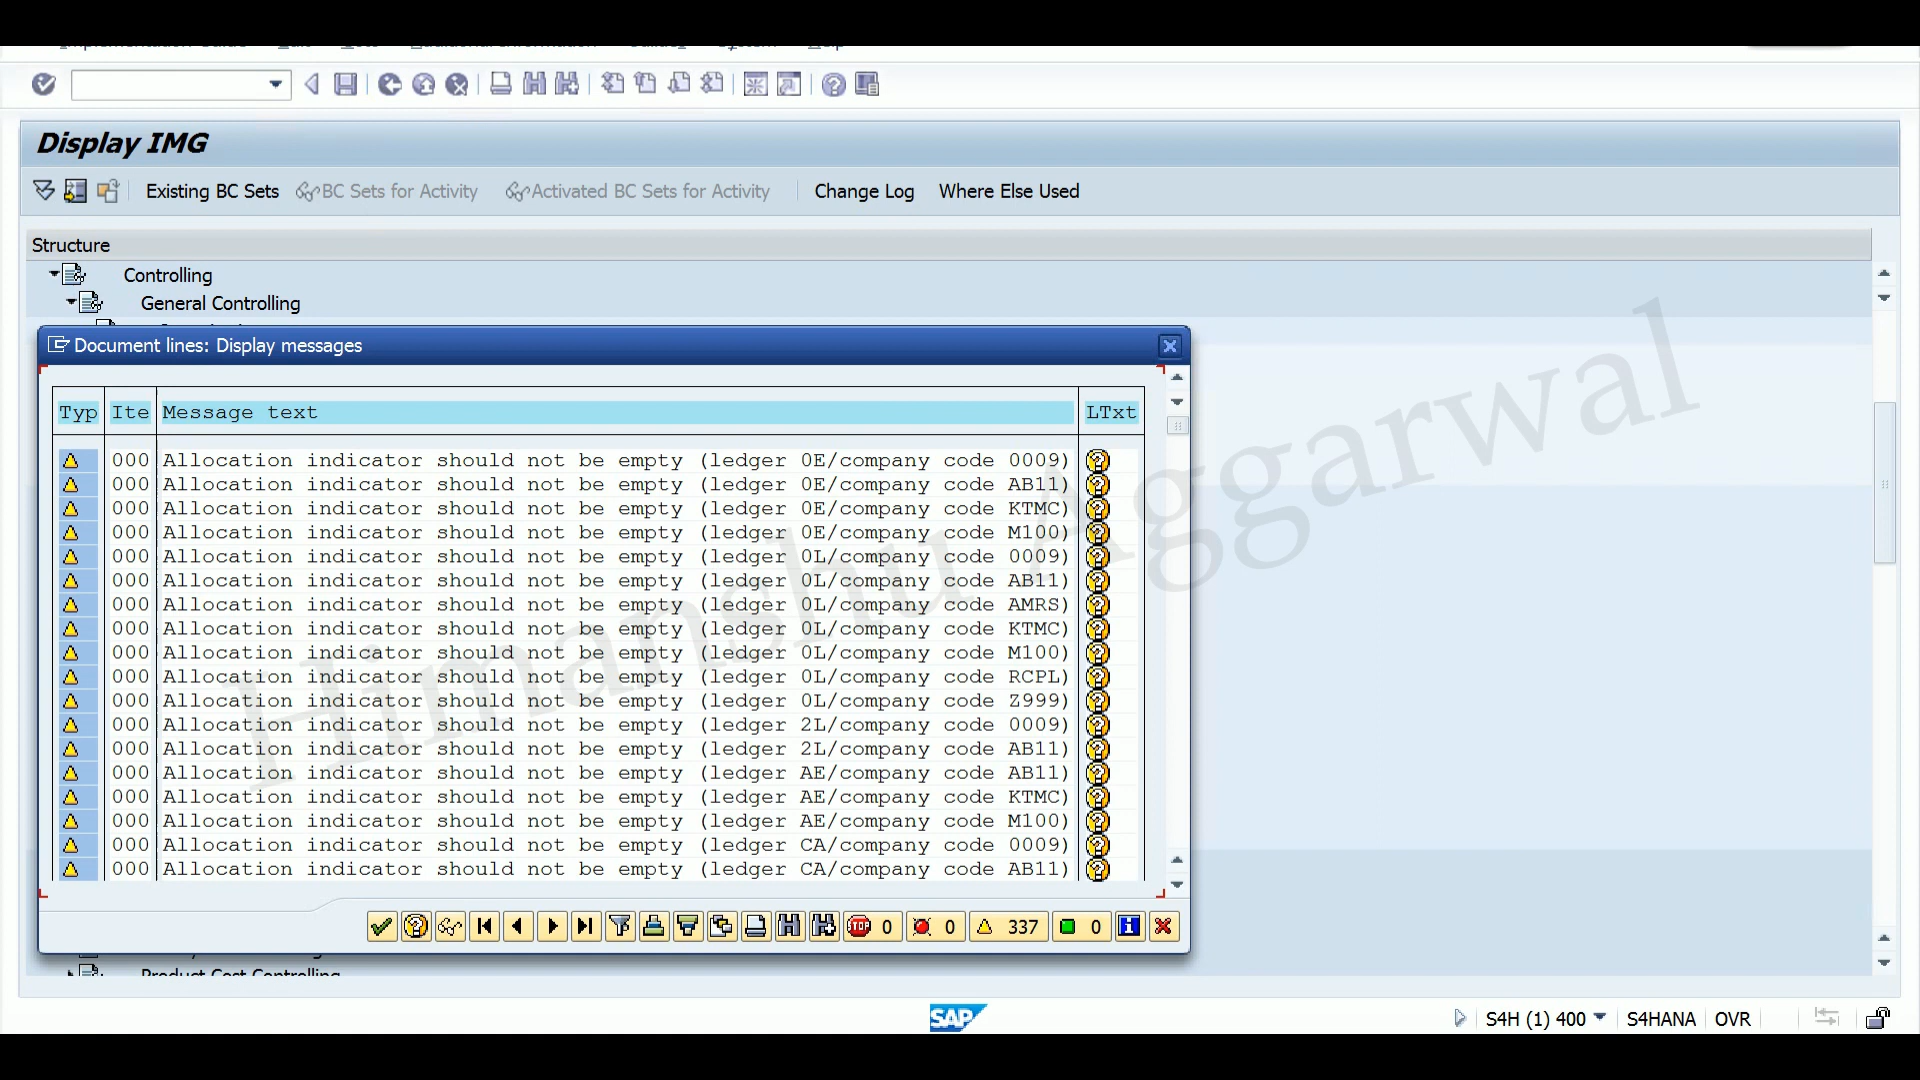 Display IMG
Existing BC Sets BC Sets for Activity Activated BC Sets for Activity Change Log Where Else Used
Structure
Controlling
General Controlling
Document lines: Display messages
Typ Ite Message text LTxt
000 Allocation indicator should not be empty (ledger 0E/company code 0009)
000 Allocation indicator should not be empty (ledger 0E/company code AB11)
000 Allocation indicator should not be empty (ledger 0E/company code KTMC)
000 Allocation indicator should not be empty (ledger 0E/company code M100)
000 Allocation indicator should not be empty (ledger 0L/company code 0009)
000 Allocation indicator should not be empty (ledger 0L/company code AB11)
000 Allocation indicator should not be empty (ledger 0L/company code AMRS)
000 Allocation indicator should not be empty (ledger 0L/company code KTMC)
000 Allocation indicator should not be empty (ledger 0L/company code M100)
000 Allocation indicator should not be empty (ledger 0L/company code RCPL)
000 Allocation indicator should not be empty (ledger 0L/company code Z999)
000 Allocation indicator should not be empty (ledger 2L/company code 0009)
000 Allocation indicator should not be empty (ledger 2L/company code AB11)
000 Allocation indicator should not be empty (ledger AE/company code AB11)
000 Allocation indicator should not be empty (ledger AE/company code KTMC)
000 Allocation indicator should not be empty (ledger AE/company code M100)
000 Allocation indicator should not be empty (ledger CA/company code 0009)
000 Allocation indicator should not be empty (ledger CA/company code AB11)
STOP 0 0 337 0
Product Cost Controlling
SAP S4H (1) 400 S4HANA OVR
Himanshu Aggarwal